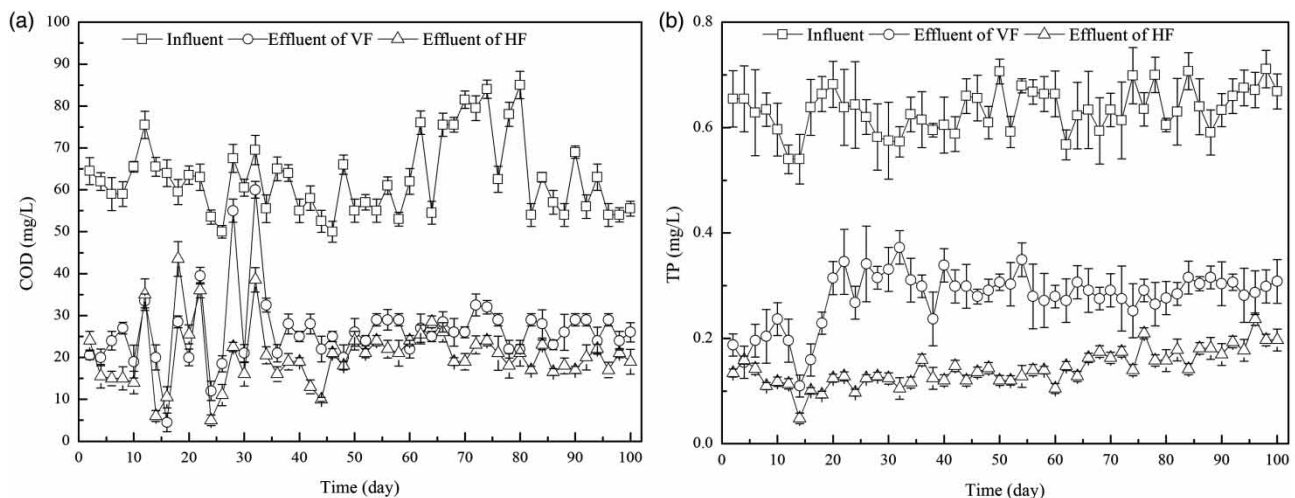 (a)
Influent Effluent of VF Effluent of HF
COD (mg/L)
100
90
80
70
60
50
40
30
20
10
0
0 10 20 30 40 50 60 70 80 90 100
Time (day)
(b)
Influent Effluent of VF Effluent of HF
TP (mg/L)
0.8
0.6
0.4
0.2
0.0
0 10 20 30 40 50 60 70 80 90 100
Time (day)